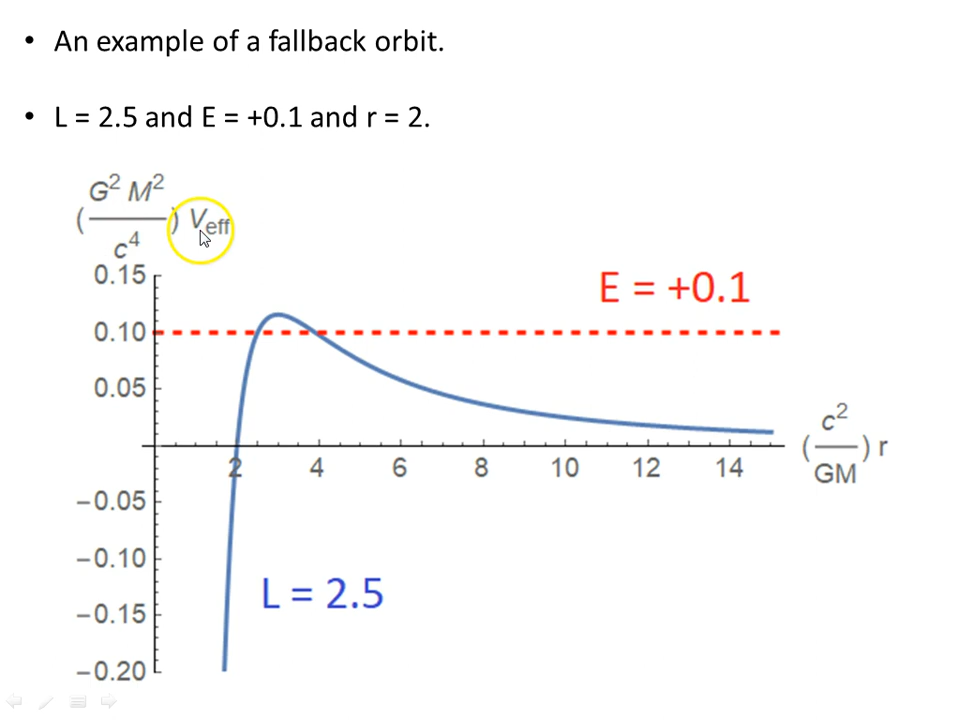 • An example of a fallback orbit.
• L = 2.5 and E = +0.1 and r = 2.
(G² M² / c⁴) Veff
E = +0.1
0.15
0.10
0.05
−0.05
−0.10
−0.15
−0.20
2 4 6 8 10 12 14
(c² / GM) r
L = 2.5